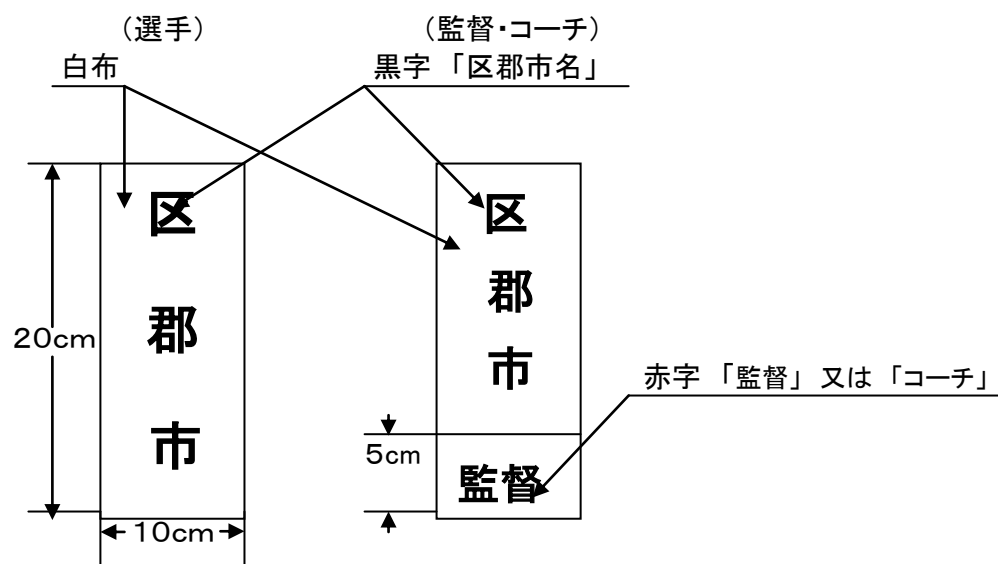 （選手）
（監督・コーチ）
白布
黒字 「区郡市名」
区
郡
市
区
郡
市
監督
20cm
10cm
5cm
赤字 「監督」 又は 「コーチ」